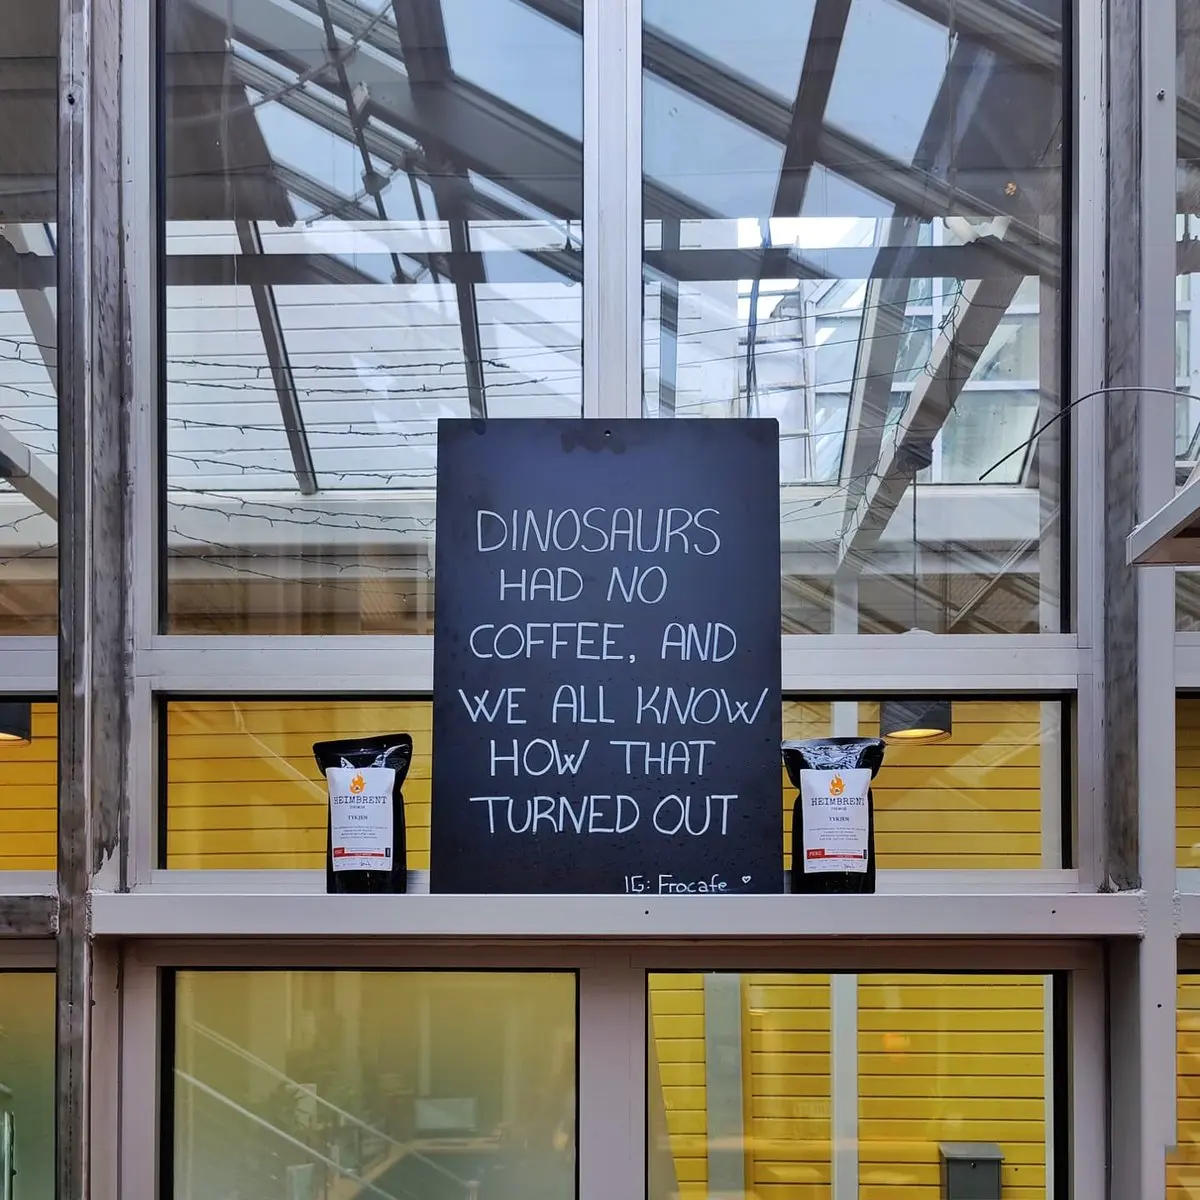 DINOSAURS
HAD NO
COFFEE, AND
WE ALL KNOW
HOW THAT
TURNED OUT
IG: Frocafe
HEIMBRENT
TYKJEN
HEIMBRENT
TYKJEN